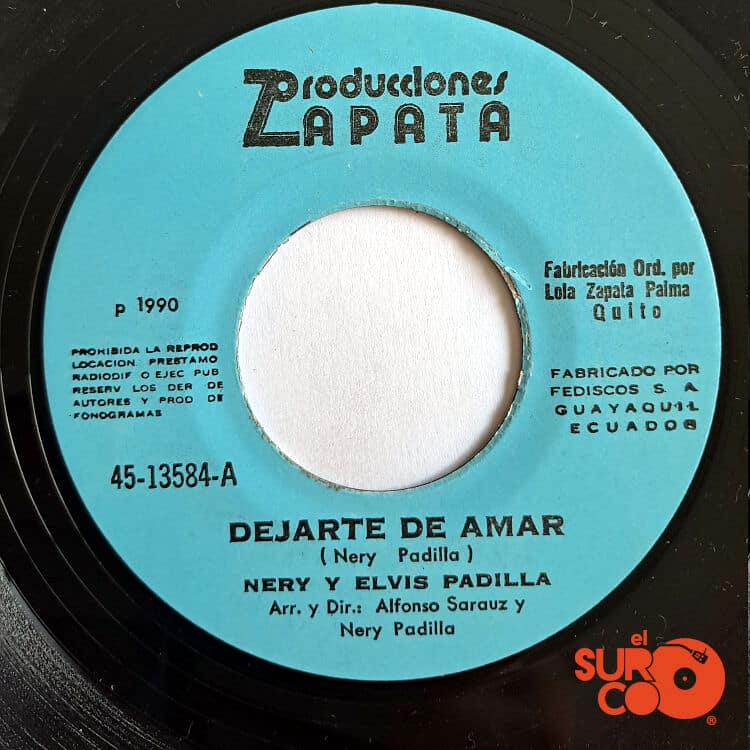 Producciones
ZAPATA
Fabricación Ord. por
Lola Zapata Palma
Quito
p 1990
PROHIBIDA LA REPROD
LOCACION PRESTAMO
RADIODIF O EJEC PUB
RESERV LOS DER DE
AUTORES Y PROD DE
FONOGRAMAS
FABRICADO POR
FEDISCOS S. A
GUAYAQUIL
ECUADOR
45-13584-A
DEJARTE DE AMAR
( Nery Padilla )
NERY Y ELVIS PADILLA
Arr. y Dir.: Alfonso Sarauz y
Nery Padilla
el
SUR
CO
®